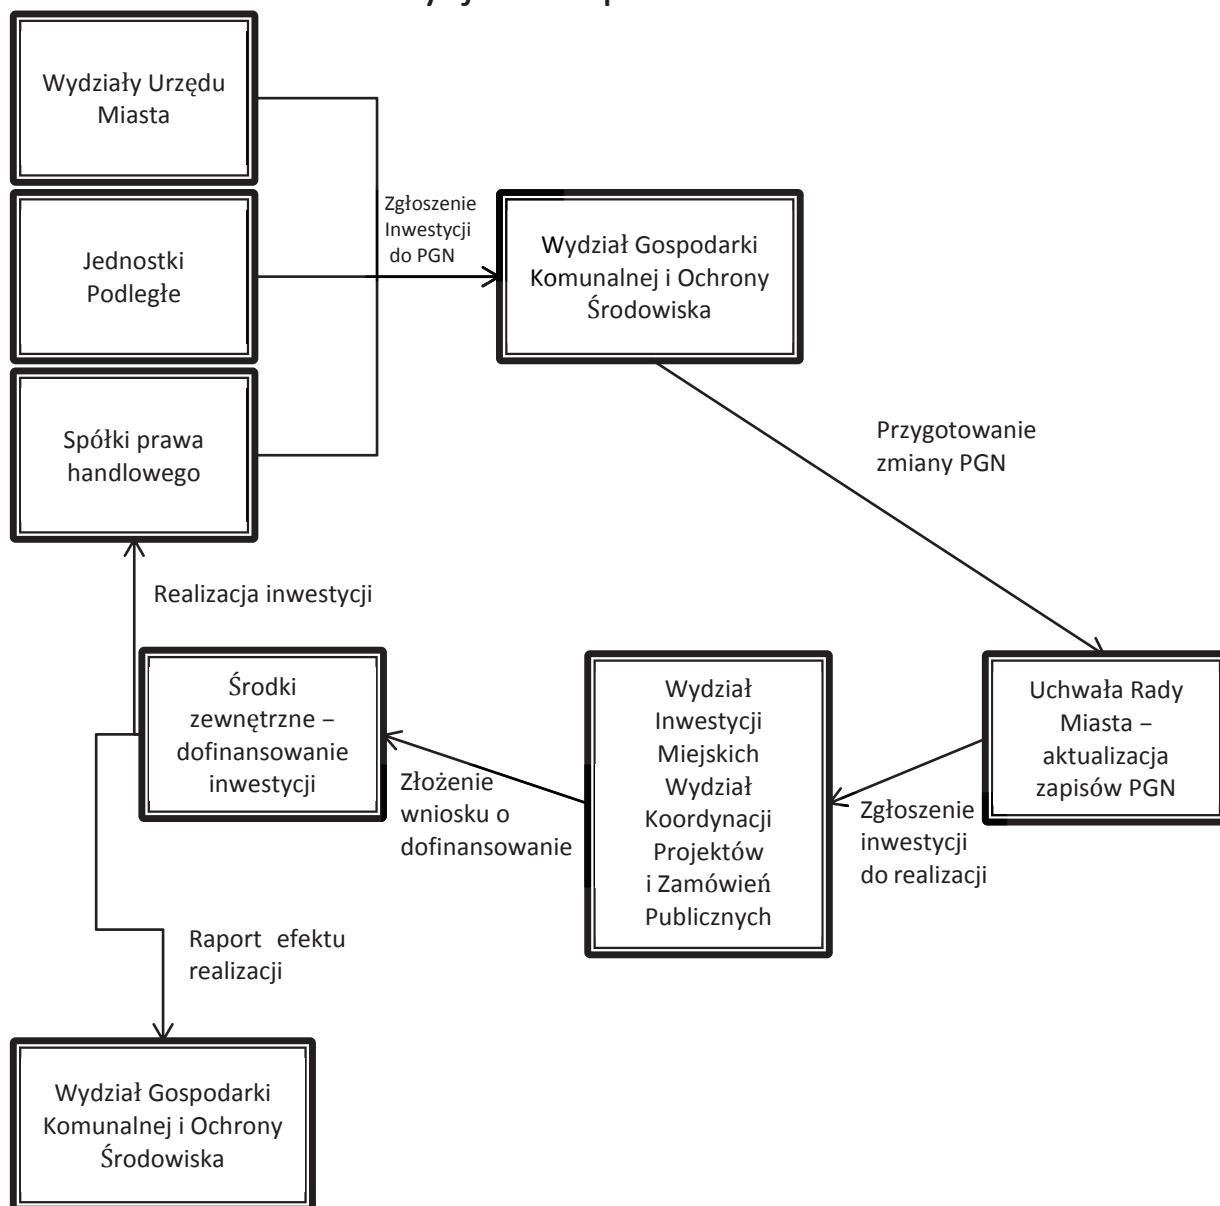 Wydziały Urzędu
Miasta
Zgłoszenie
Inwestycji
do PGN
Jednostki
Podległe
Wydział Gospodarki
Komunalnej i Ochrony
Środowiska
Spółki prawa
handlowego
Przygotowanie
zmiany PGN
Realizacja inwestycji
Środki
zewnętrzne –
dofinansowanie
inwestycji
Złożenie
wniosku o
dofinansowanie
Wydział
Inwestycji
Miejskich
Wydział
Koordynacji
Projektów
i Zamówień
Publicznych
Uchwała Rady
Miasta –
aktualizacja
zapisów PGN
Zgłoszenie
inwestycji
do realizacji
Raport efektu
realizacji
Wydział Gospodarki
Komunalnej i Ochrony
Środowiska